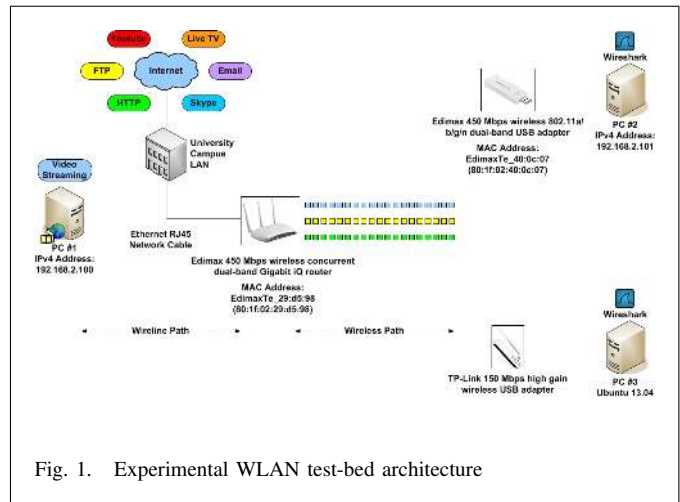 Youtube
Live TV
FTP
Internet
Email
HTTP
Skype
University
Campus
LAN
Video
Streaming
PC #1
IPv4 Address:
192.168.2.100
Ethernet RJ45
Network Cable
Edimax 450 Mbps wireless concurrent
dual-band Gigabit iQ router
MAC Address:
EdimaxTe_29:d5:98
(80:1f:02:29:d5:98)
Edimax 450 Mbps wireless 802.11a/
b/g/n dual-band USB adapter
MAC Address:
EdimaxTe_40:0c:07
(80:1f:02:40:0c:07)
Wireshark
PC #2
IPv4 Address:
192.168.2.101
Wireline Path
Wireless Path
TP-Link 150 Mbps high gain
wireless USB adapter
Wireshark
PC #3
Ubuntu 13.04
Fig. 1. Experimental WLAN test-bed architecture